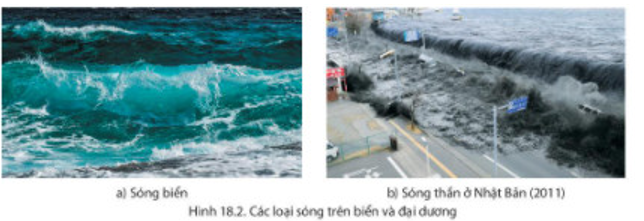 a) Sóng biển
b) Sóng thần ở Nhật Bản (2011)
Hình 18.2. Các loại sóng trên biển và đại dương